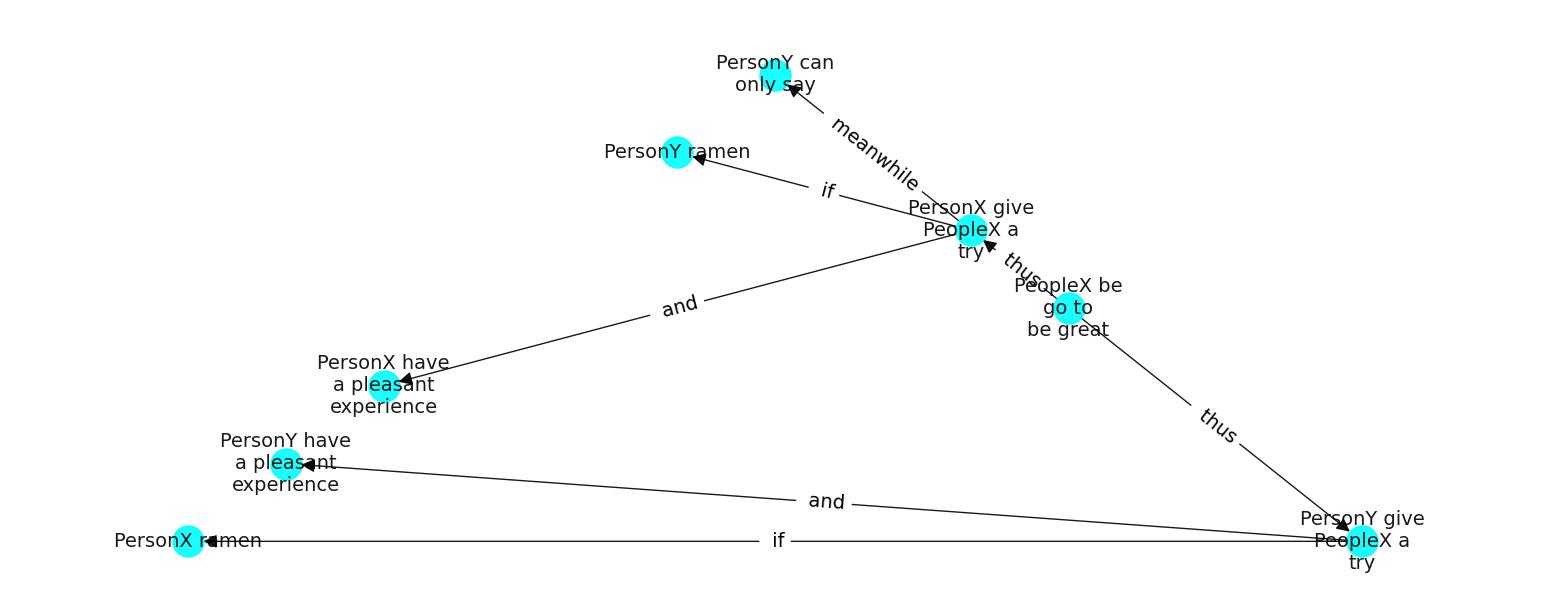 PersonY can
only say
meanwhile
PersonY ramen
if
PersonX give
PeopleX a
try
thus
PeopleX be
go to
be great
and
PersonX have
a pleasant
experience
thus
PersonY have
a pleasant
experience
and
PersonY give
PeopleX a
try
PersonX ramen
if